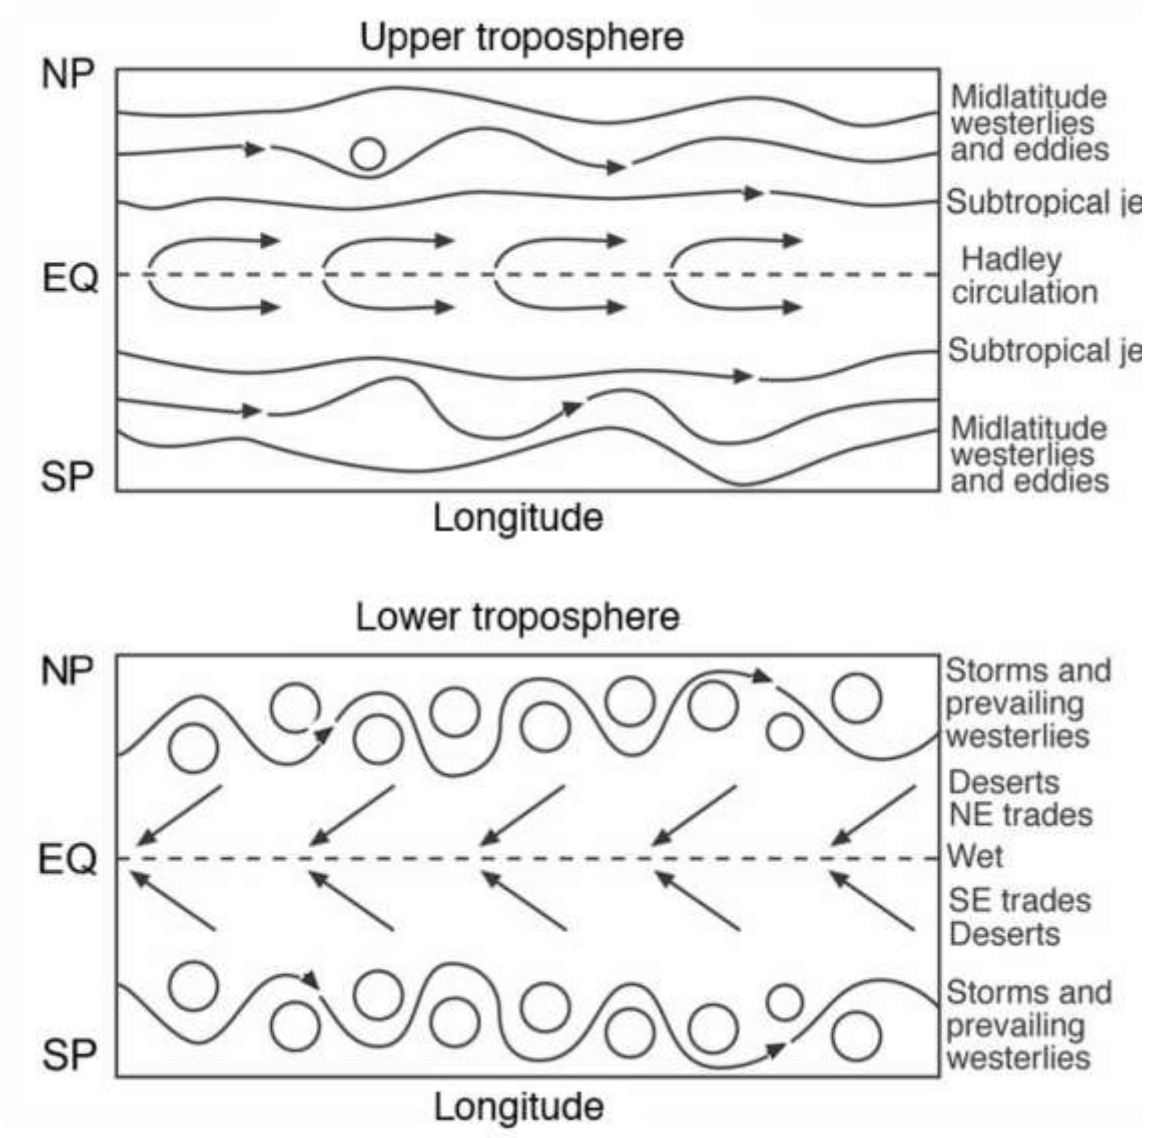 Upper troposphere
NP
Midlatitude
westerlies
and eddies
Subtropical je
EQ
Hadley
circulation
Subtropical je
Midlatitude
westerlies
and eddies
SP
Longitude
Lower troposphere
NP
Storms and
prevailing
westerlies
Deserts
NE trades
EQ
Wet
SE trades
Deserts
Storms and
prevailing
westerlies
SP
Longitude